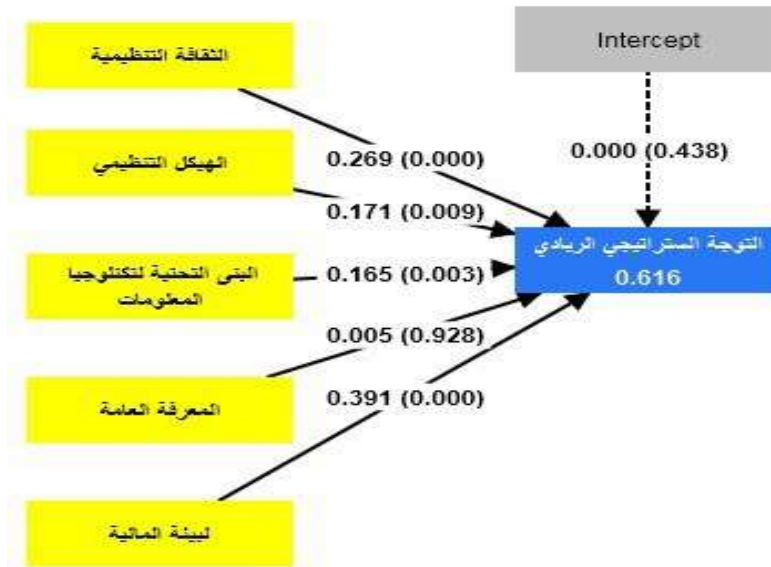 الثقافة التنظيمية
Intercept
الهيكل التنظيمي
0.269 (0.000)
0.000 (0.438)
0.171 (0.009)
التوجة الستراتيجي الريادي
0.616
البنى التحتية لتكنلوجيا
المعلومات
0.165 (0.003)
0.005 (0.928)
المعرفة العامة
0.391 (0.000)
لبيئة المالية